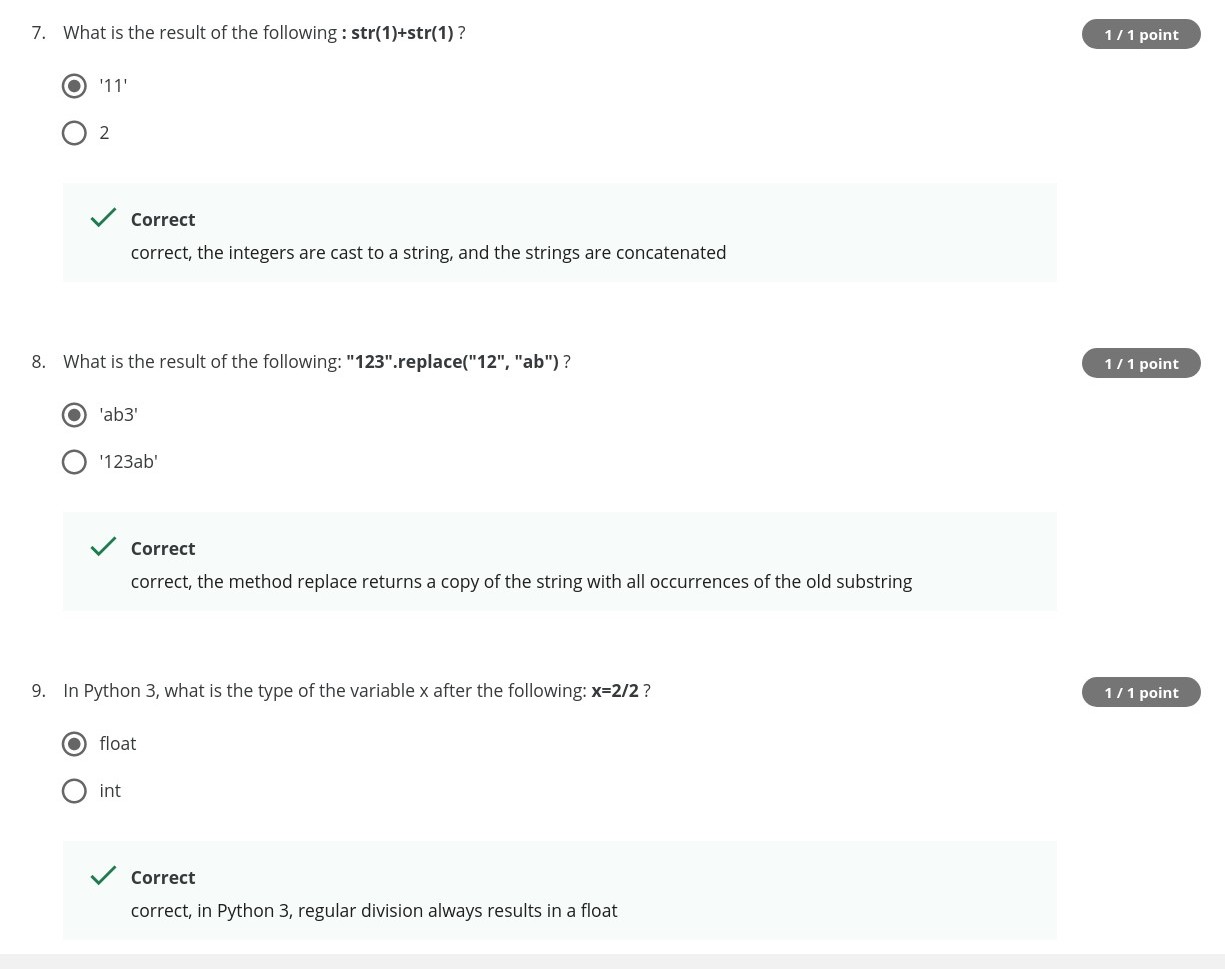 7. What is the result of the following : str(1)+str(1) ?
1 / 1 point
'11'
2
Correct
correct, the integers are cast to a string, and the strings are concatenated
8. What is the result of the following: "123".replace("12", "ab") ?
1 / 1 point
'ab3'
'123ab'
Correct
correct, the method replace returns a copy of the string with all occurrences of the old substring
9. In Python 3, what is the type of the variable x after the following: x=2/2 ?
1 / 1 point
float
int
Correct
correct, in Python 3, regular division always results in a float